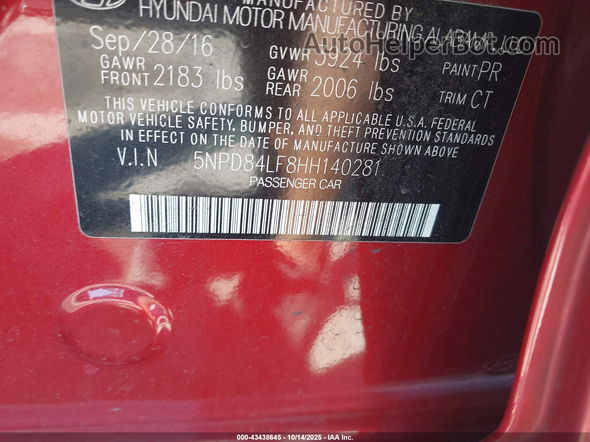 MANUFACTURED BY
HYUNDAI MOTOR MANUFACTURING ALABAMA,
AutoHelperBot.com
Sep/28/16 GVWR 3924 lbs PAINT PR
GAWR FRONT 2183 lbs GAWR REAR 2006 lbs TRIM CT
THIS VEHICLE CONFORMS TO ALL APPLICABLE U.S.A. FEDERAL
MOTOR VEHICLE SAFETY, BUMPER, AND THEFT PREVENTION STANDARDS
IN EFFECT ON THE DATE OF MANUFACTURE SHOWN ABOVE.
V.I.N 5NPD84LF8HH140281
PASSENGER CAR
AutoHelperBot.com
000-43438645 - 10/14/2025 - IAA Inc.